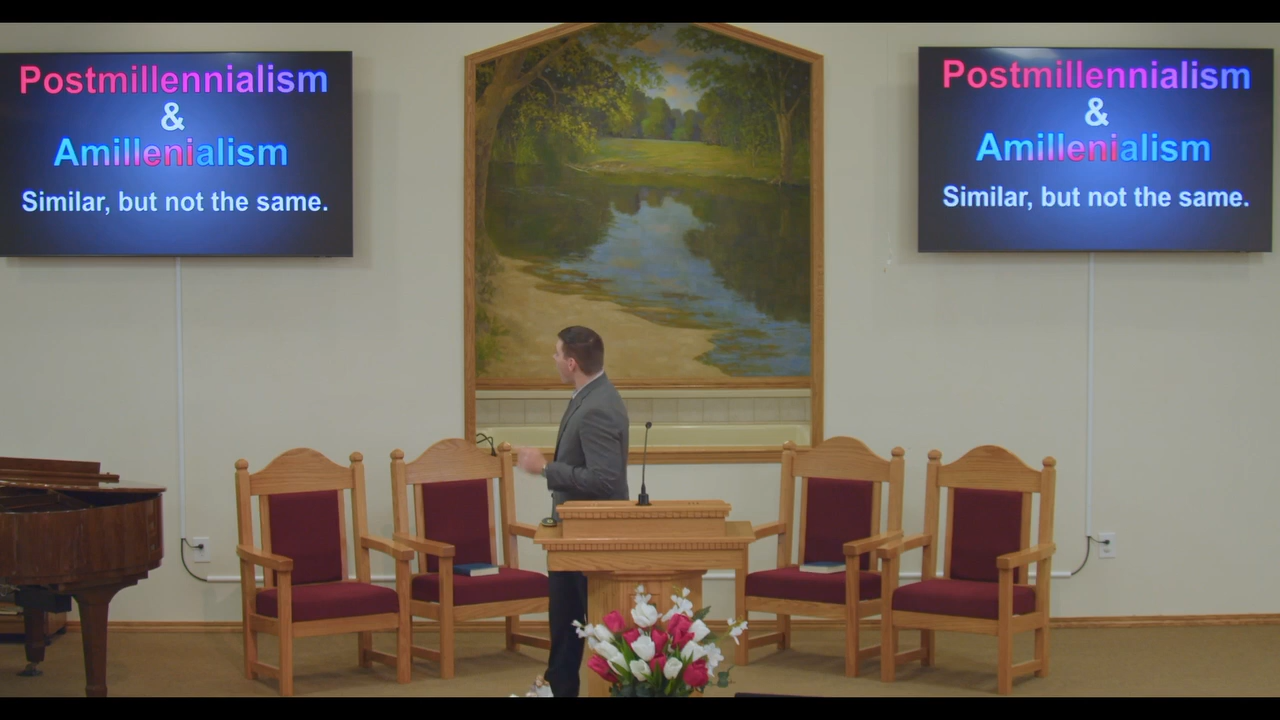 Postmillennialism
&
Amillenialism
Similar, but not the same.
Postmillennialism
&
Amillenialism
Similar, but not the same.